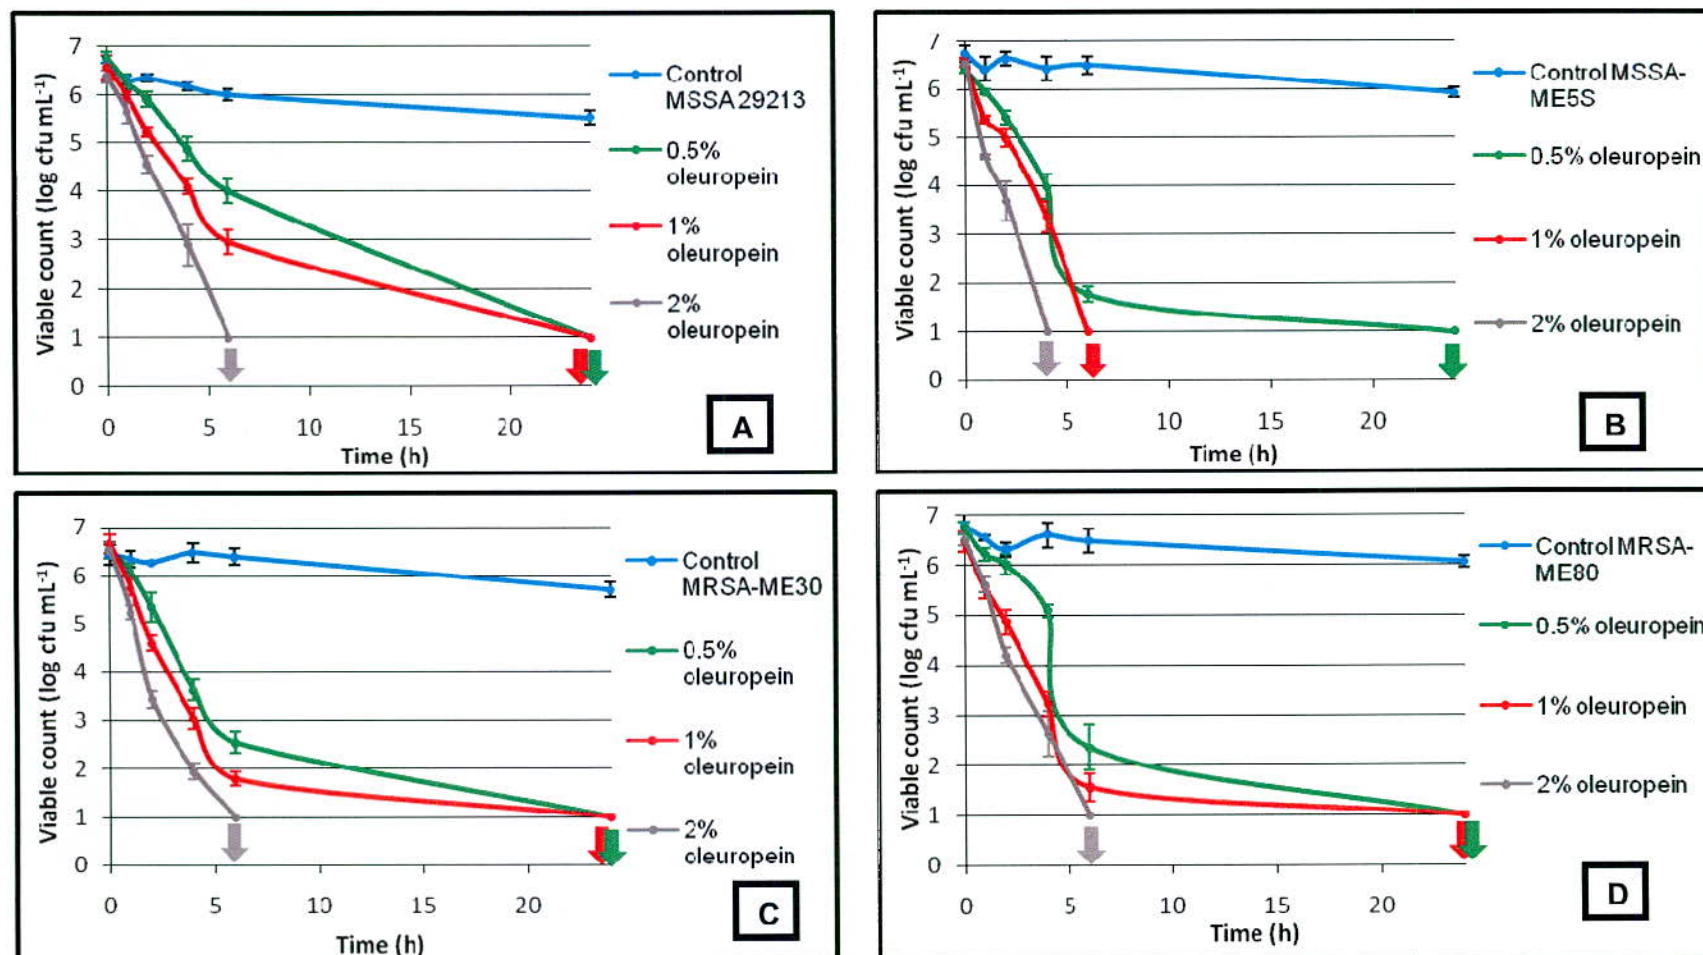 Viable count (log cfu mL⁻¹)
7
6
5
4
3
2
1
0
0 5 10 15 20
Time (h)
Control
MSSA 29213
0.5%
oleuropein
1%
oleuropein
2%
oleuropein
A
Viable count (log cfu mL⁻¹)
7
6
5
4
3
2
1
0
0 5 10 15 20
Time (h)
Control MSSA-
ME5S
0.5% oleuropein
1% oleuropein
2% oleuropein
B
Viable count (log cfu mL⁻¹)
7
6
5
4
3
2
1
0
0 5 10 15 20
Time (h)
Control
MRSA-ME30
0.5%
oleuropein
1%
oleuropein
2%
oleuropein
C
Viable count (log cfu mL⁻¹)
7
6
5
4
3
2
1
0
0 5 10 15 20
Time (h)
Control MRSA-
ME80
0.5% oleuropein
1% oleuropein
2% oleuropein
D